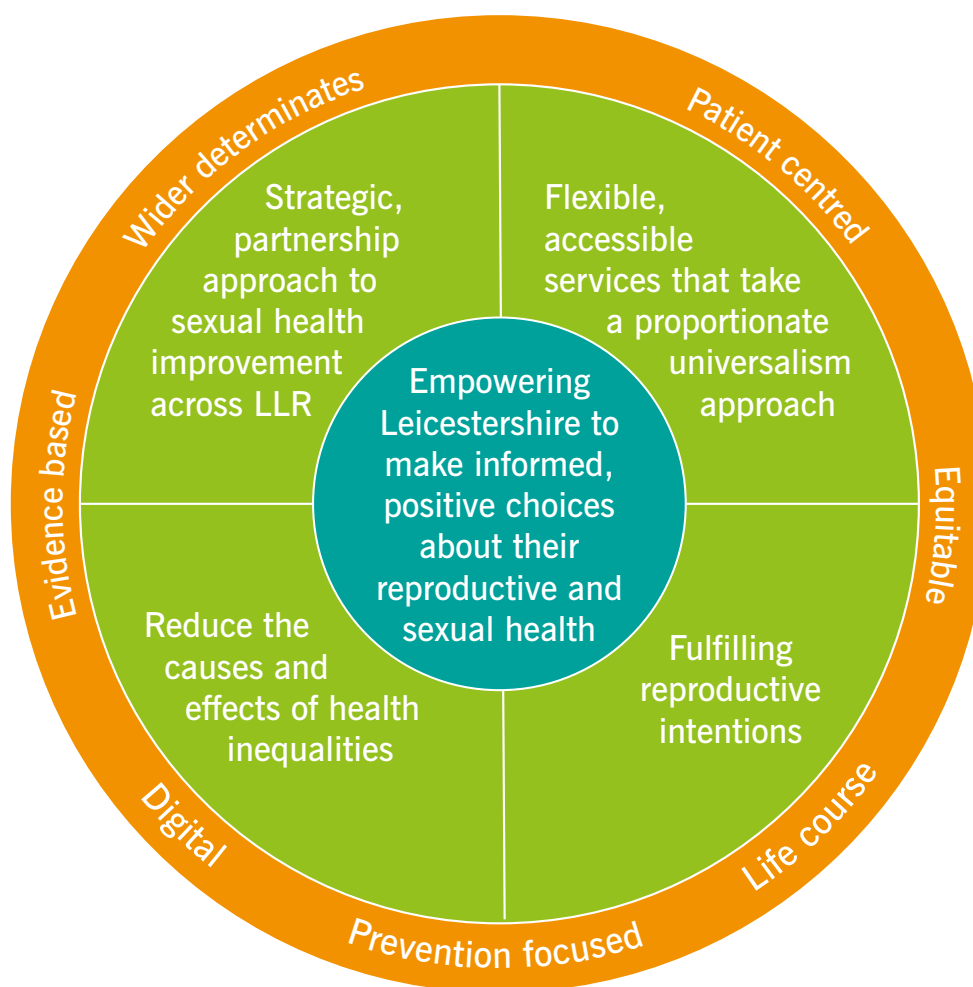 Wider determinates
Patient centred
Equitable
Life course
Prevention focused
Digital
Evidence based
Strategic,
partnership
approach to
sexual health
improvement
across LLR
Flexible,
accessible
services that take
a proportionate
universalism
approach
Empowering
Leicestershire to
make informed,
positive choices
about their
reproductive and
sexual health
Reduce the
causes and
effects of health
inequalities
Fulfilling
reproductive
intentions